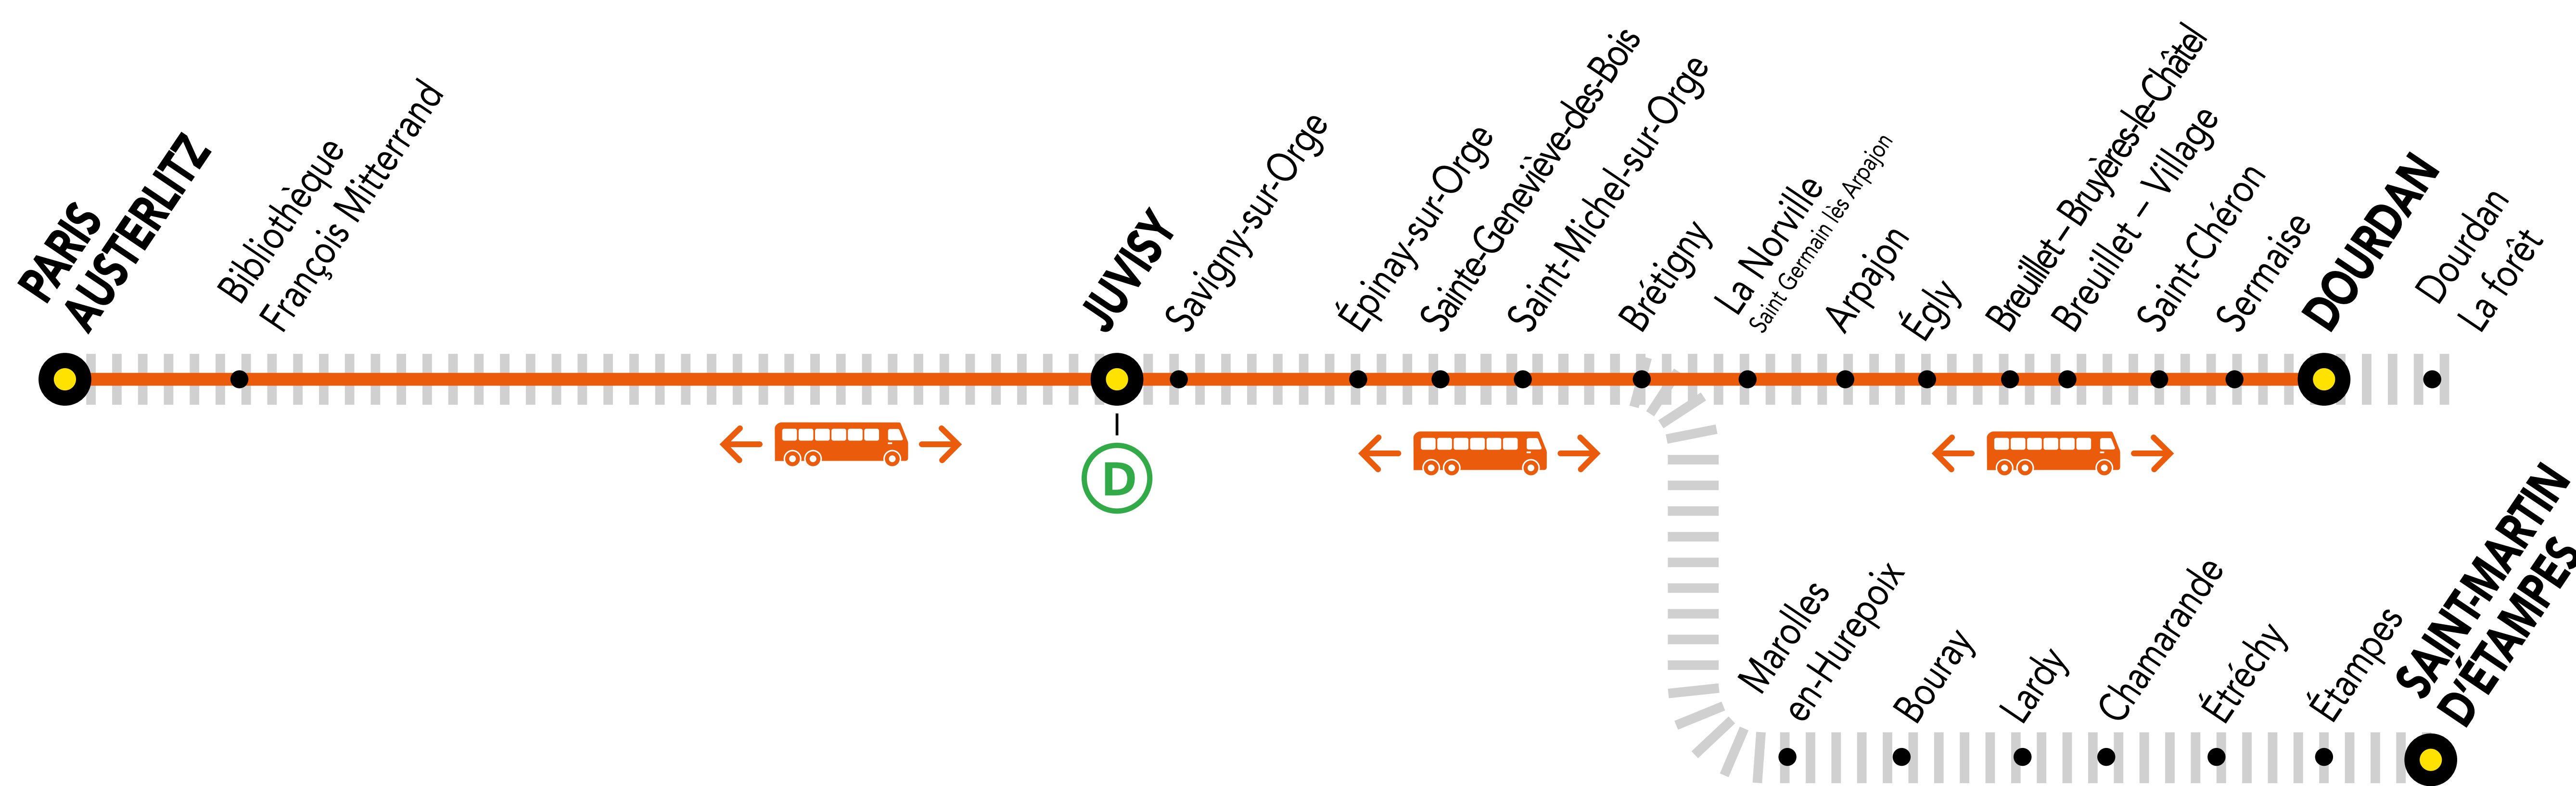 PARIS
AUSTERLITZ
Bibliothèque
François Mitterrand
JUVISY
Savigny-sur-Orge
Épinay-sur-Orge
Sainte-Geneviève-des-Bois
Saint-Michel-sur-Orge
Brétigny
La Norville
Saint Germain lès Arpajon
Arpajon
Égly
Breuillet – Bruyères-le-Châtel
Breuillet – Village
Saint-Chéron
Sermaise
DOURDAN
Dourdan
La forêt
D
Marolles
en-Hurepoix
Bouray
Lardy
Chamarande
Étréchy
Étampes
SAINT-MARTIN
D'ÉTAMPES